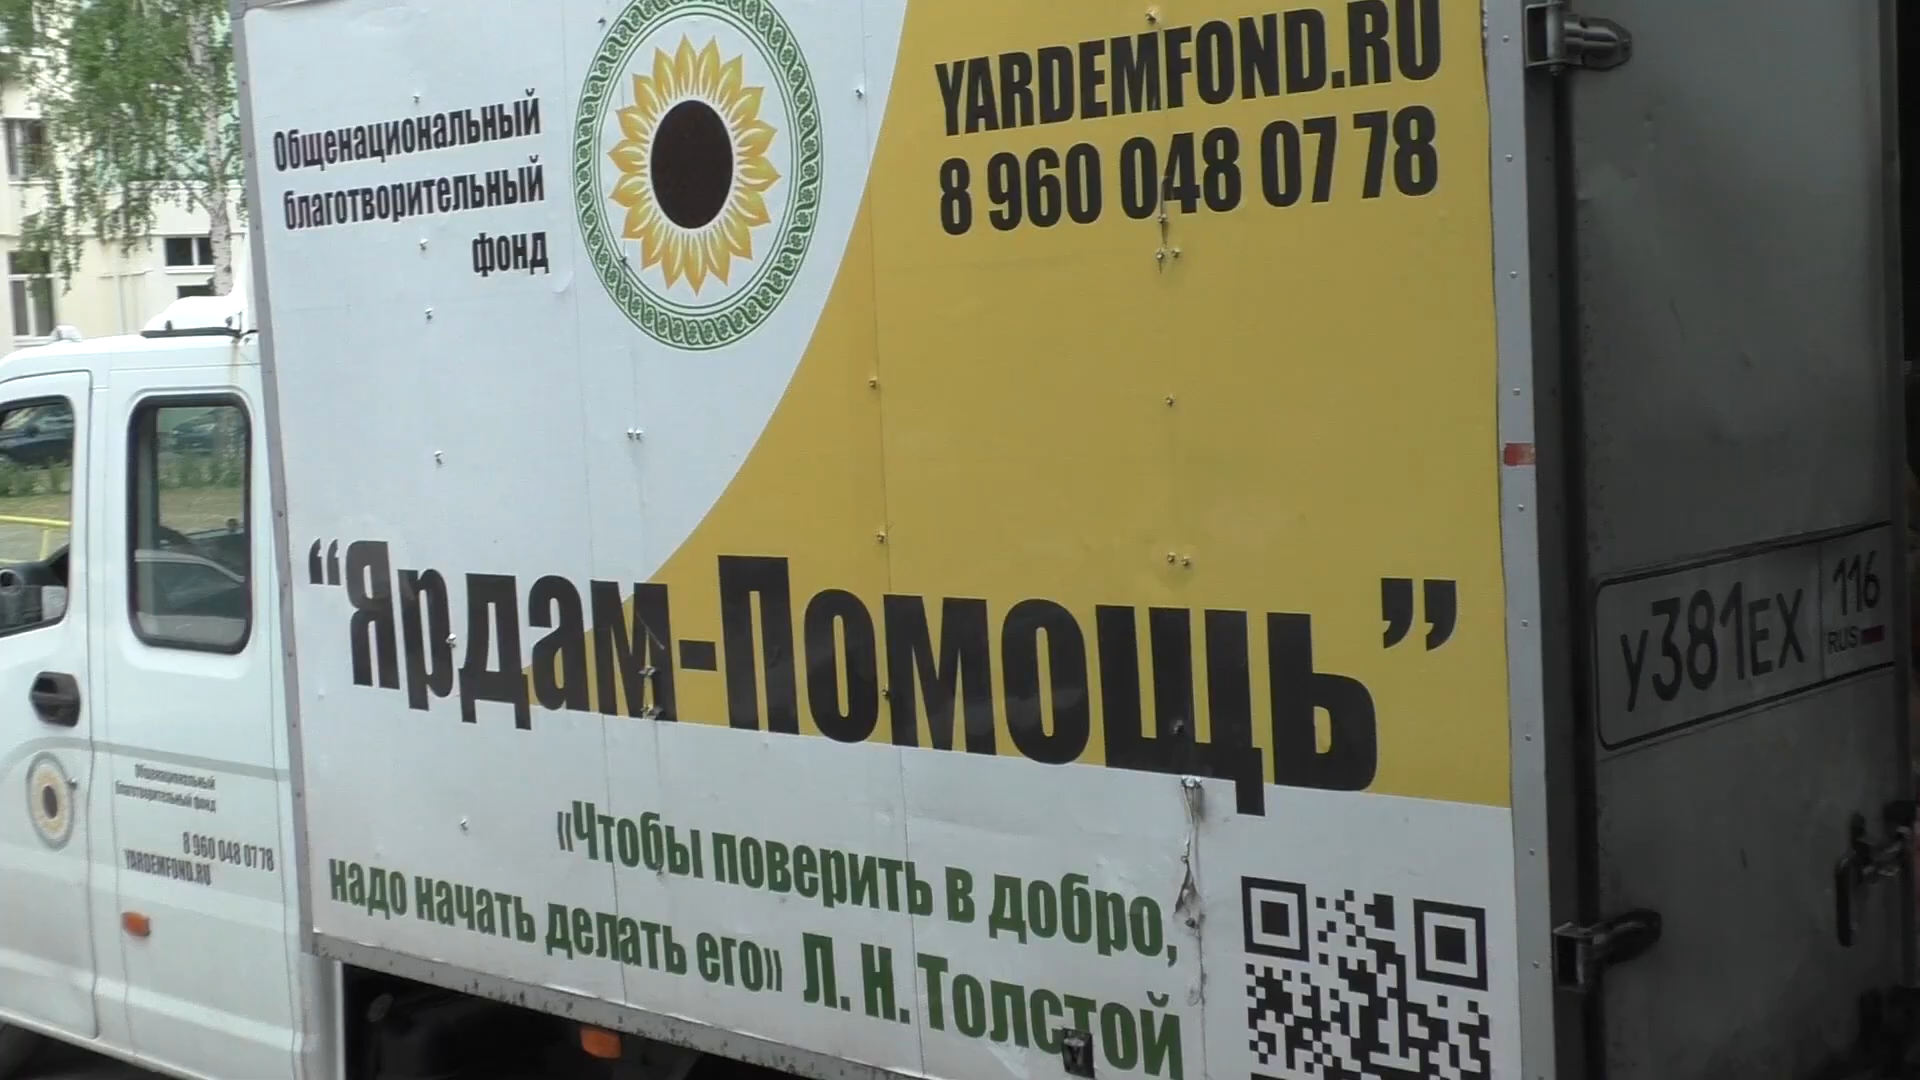 Общенациональный
благотворительный
фонд
YARDEMFOND.RU
8 960 048 07 78
“Ярдам-Помощь”
«Чтобы поверить в добро,
надо начать делать его» Л. Н. Толстой
У381ЕХ 116
RUS
Общенациональный
благотворительный фонд
8 960 048 07 78
YARDEMFOND.RU